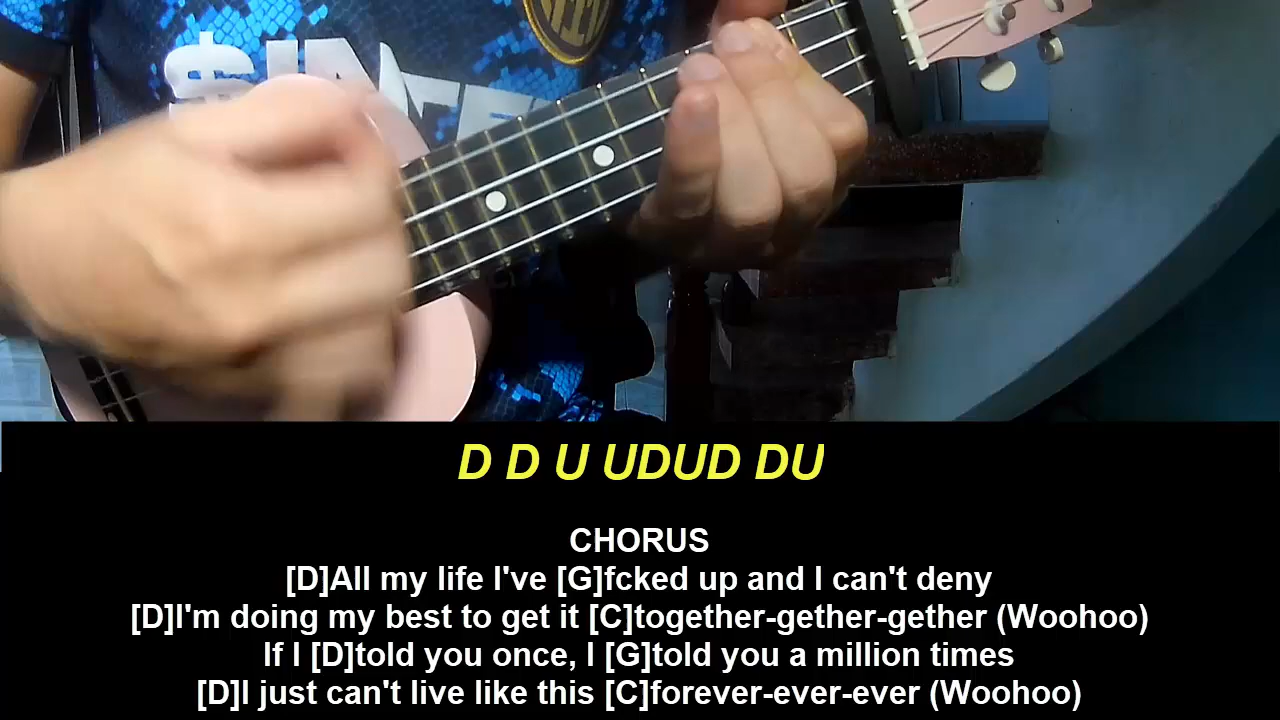 $INTE
D D U UDUD DU
CHORUS
[D]All my life I've [G]fcked up and I can't deny
[D]I'm doing my best to get it [C]together-gether-gether (Woohoo)
If I [D]told you once, I [G]told you a million times
[D]I just can't live like this [C]forever-ever-ever (Woohoo)